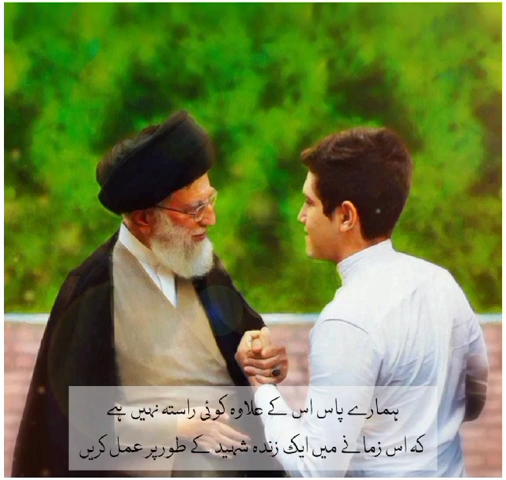 ہمارے پاس اس کے علاوہ کوئی راستہ نہیں ہے
کہ اس زمانے میں ایک زندہ شہید کے طور پر عمل کریں